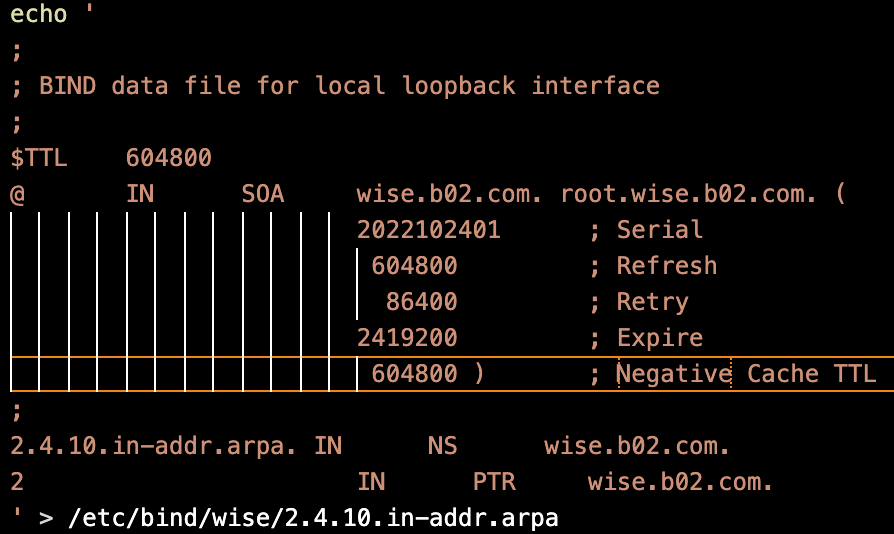 echo '
;
; BIND data file for local loopback interface
;
$TTL    604800
@       IN      SOA     wise.b02.com. root.wise.b02.com. (
                        2022102401      ; Serial
                         604800         ; Refresh
                          86400         ; Retry
                        2419200         ; Expire
                         604800 )       ; Negative Cache TTL
;
2.4.10.in-addr.arpa. IN      NS      wise.b02.com.
2                       IN      PTR     wise.b02.com.
' > /etc/bind/wise/2.4.10.in-addr.arpa